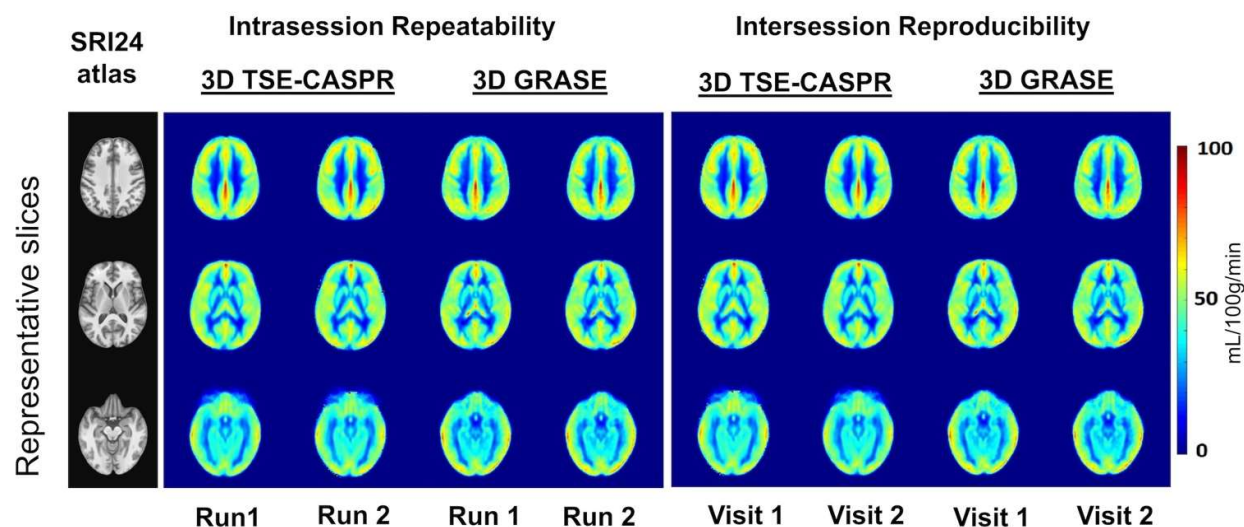 SRI24
atlas
Intrasession Repeatability
Intersession Reproducibility
3D TSE-CASPR
3D GRASE
3D TSE-CASPR
3D GRASE
Representative slices
100
50
0
mL/100g/min
Run1
Run 2
Run 1
Run 2
Visit 1
Visit 2
Visit 1
Visit 2